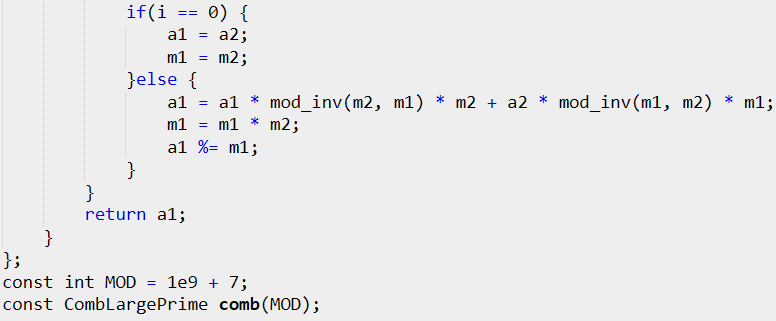 if(i == 0) {
a1 = a2;
m1 = m2;
}else {
a1 = a1 * mod_inv(m2, m1) * m2 + a2 * mod_inv(m1, m2) * m1;
m1 = m1 * m2;
a1 %= m1;
}
}
return a1;
}
};
const int MOD = 1e9 + 7;
const CombLargePrime comb(MOD);